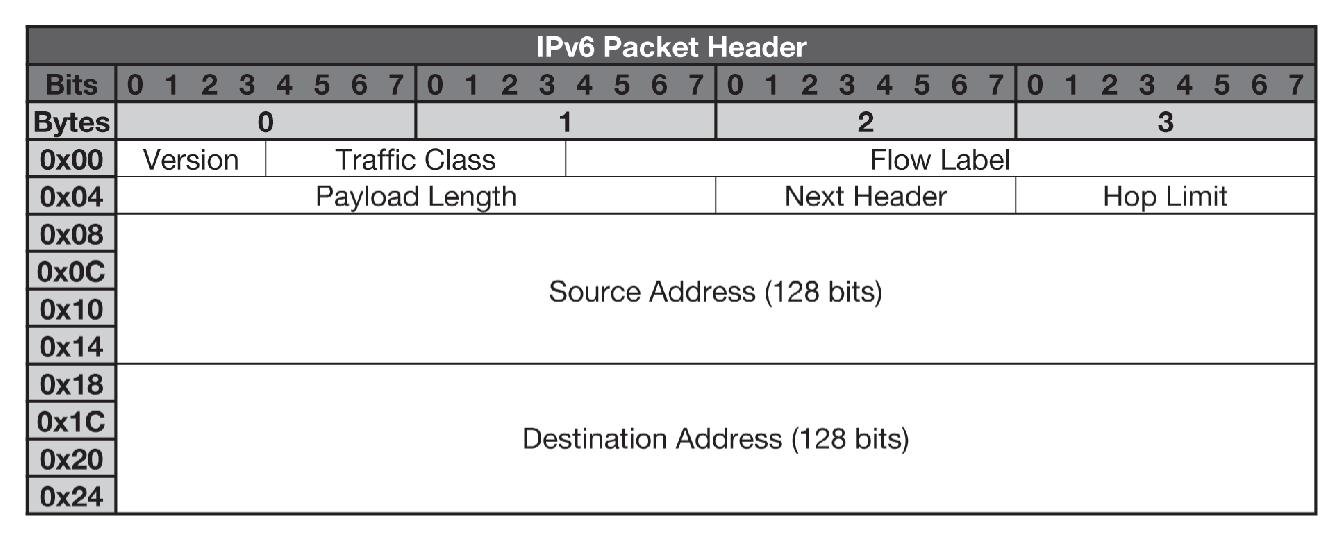 IPv6 Packet Header
Bits 0 1 2 3 4 5 6 7 0 1 2 3 4 5 6 7 0 1 2 3 4 5 6 7 0 1 2 3 4 5 6 7
Bytes 0 1 2 3
0x00 Version Traffic Class Flow Label
0x04 Payload Length Next Header Hop Limit
0x08
0x0C
Source Address (128 bits)
0x10
0x14
0x18
0x1C
Destination Address (128 bits)
0x20
0x24